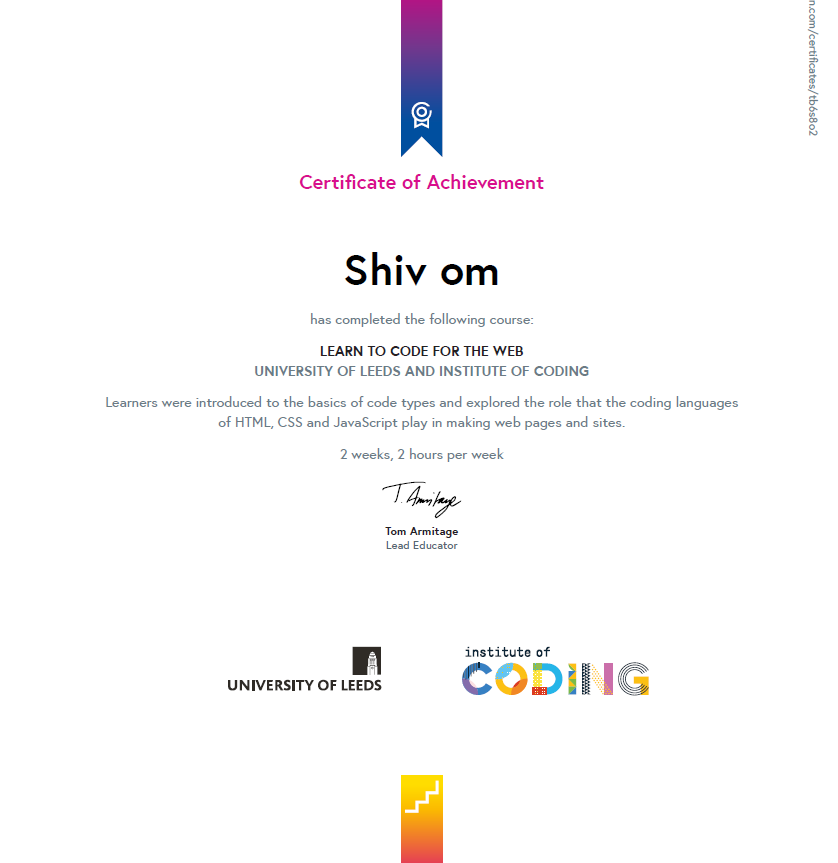 n.com/certificates/tb6s8o2
Certificate of Achievement
Shiv om
has completed the following course:
LEARN TO CODE FOR THE WEB
UNIVERSITY OF LEEDS AND INSTITUTE OF CODING
Learners were introduced to the basics of code types and explored the role that the coding languages
of HTML, CSS and JavaScript play in making web pages and sites.
2 weeks, 2 hours per week
T. Armitage
Tom Armitage
Lead Educator
UNIVERSITY OF LEEDS
institute of
CODING